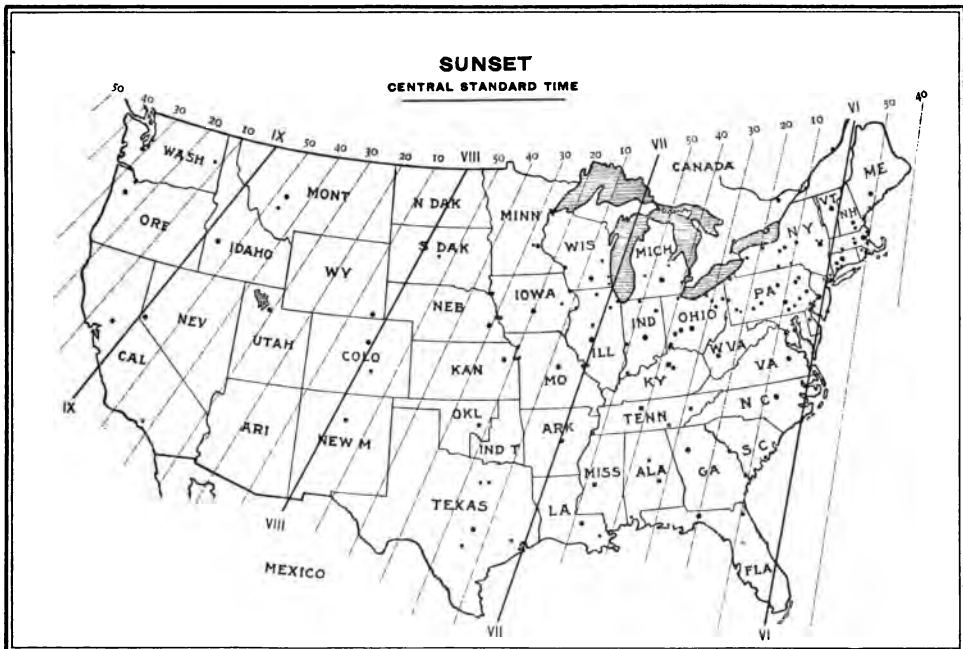 SUNSET
CENTRAL STANDARD TIME
50 40 30 20 10 IX 50 40 30 20 10 VIII 50 40 30 20 10 VII 50 40 30 20 10 VI 50 40
CANADA
WASH
MONT
N DAK
MINN
ME
VT
NH
ORE
IDAHO
WY
S DAK
WIS
MICH
N Y
NEB
IOWA
PA
NEV
UTAH
COLO
KAN
ILL
IND
OHIO
W VA
VA
CAL
MO
KY
N C
IX
ARI
NEW M
OKL
IND T
ARK
TENN
S C
TEXAS
LA
MISS
ALA
GA
VIII
MEXICO
FLA
VII
VI